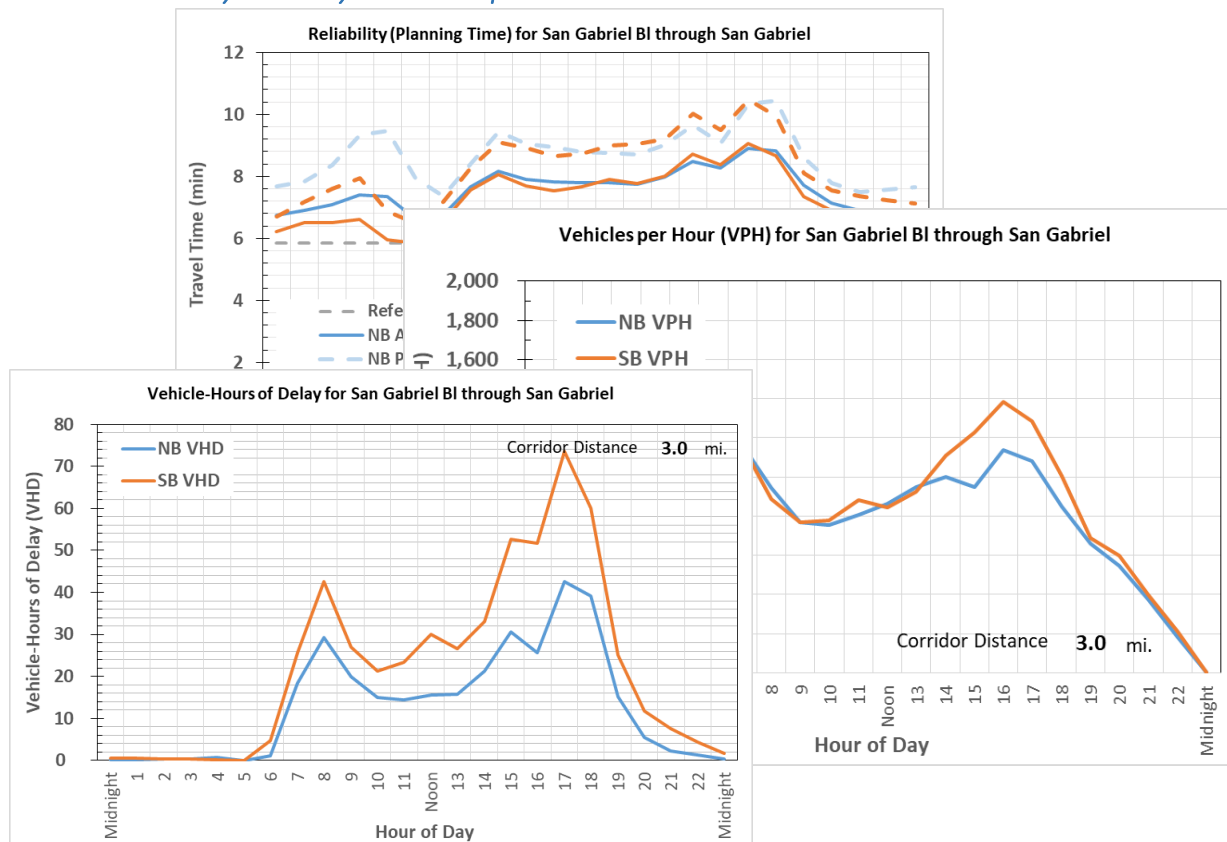 Reliability (Planning Time) for San Gabriel Bl through San Gabriel
12
10
8
6
4
2
Travel Time (min)
Refe
NB A
NB P
Vehicles per Hour (VPH) for San Gabriel Bl through San Gabriel
2,000
1,800
1,600
NB VPH
SB VPH
Corridor Distance 3.0 mi.
8 9 10 11 Noon 13 14 15 16 17 18 19 20 21 22 Midnight
Hour of Day
Vehicle-Hours of Delay for San Gabriel Bl through San Gabriel
80
70
60
50
40
30
20
10
0
Vehicle-Hours of Delay (VHD)
NB VHD
SB VHD
Corridor Distance 3.0 mi.
Midnight 1 2 3 4 5 6 7 8 9 10 11 Noon 13 14 15 16 17 18 19 20 21 22 Midnight
Hour of Day